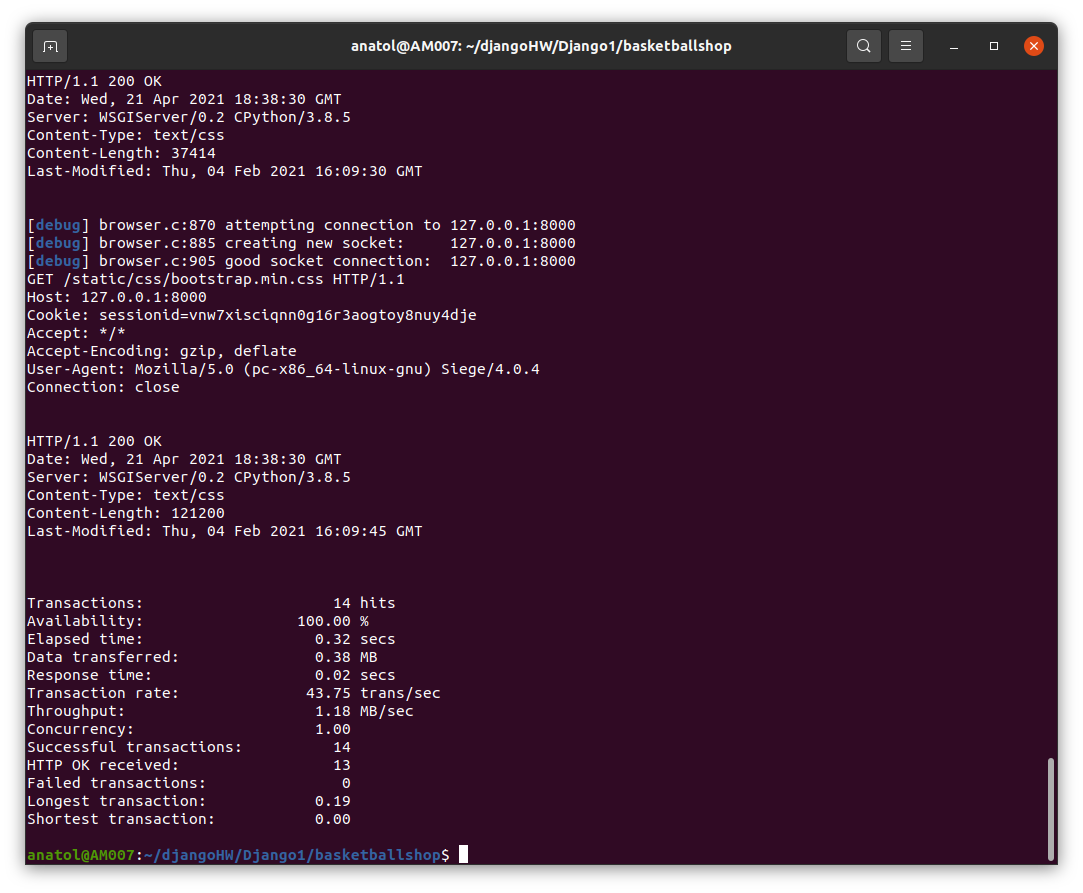 anatol@AM007: ~/djangoHW/Django1/basketballshop
HTTP/1.1 200 OK
Date: Wed, 21 Apr 2021 18:38:30 GMT
Server: WSGIServer/0.2 CPython/3.8.5
Content-Type: text/css
Content-Length: 37414
Last-Modified: Thu, 04 Feb 2021 16:09:30 GMT
[debug] browser.c:870 attempting connection to 127.0.0.1:8000
[debug] browser.c:885 creating new socket:     127.0.0.1:8000
[debug] browser.c:905 good socket connection:  127.0.0.1:8000
GET /static/css/bootstrap.min.css HTTP/1.1
Host: 127.0.0.1:8000
Cookie: sessionid=vnw7xisciqnn0g16r3aogtoy8nuy4dje
Accept: */*
Accept-Encoding: gzip, deflate
User-Agent: Mozilla/5.0 (pc-x86_64-linux-gnu) Siege/4.0.4
Connection: close
HTTP/1.1 200 OK
Date: Wed, 21 Apr 2021 18:38:30 GMT
Server: WSGIServer/0.2 CPython/3.8.5
Content-Type: text/css
Content-Length: 121200
Last-Modified: Thu, 04 Feb 2021 16:09:45 GMT
Transactions:                     14 hits
Availability:                 100.00 %
Elapsed time:                   0.32 secs
Data transferred:               0.38 MB
Response time:                  0.02 secs
Transaction rate:              43.75 trans/sec
Throughput:                     1.18 MB/sec
Concurrency:                    1.00
Successful transactions:          14
HTTP OK received:                 13
Failed transactions:               0
Longest transaction:            0.19
Shortest transaction:           0.00
anatol@AM007:~/djangoHW/Django1/basketballshop$